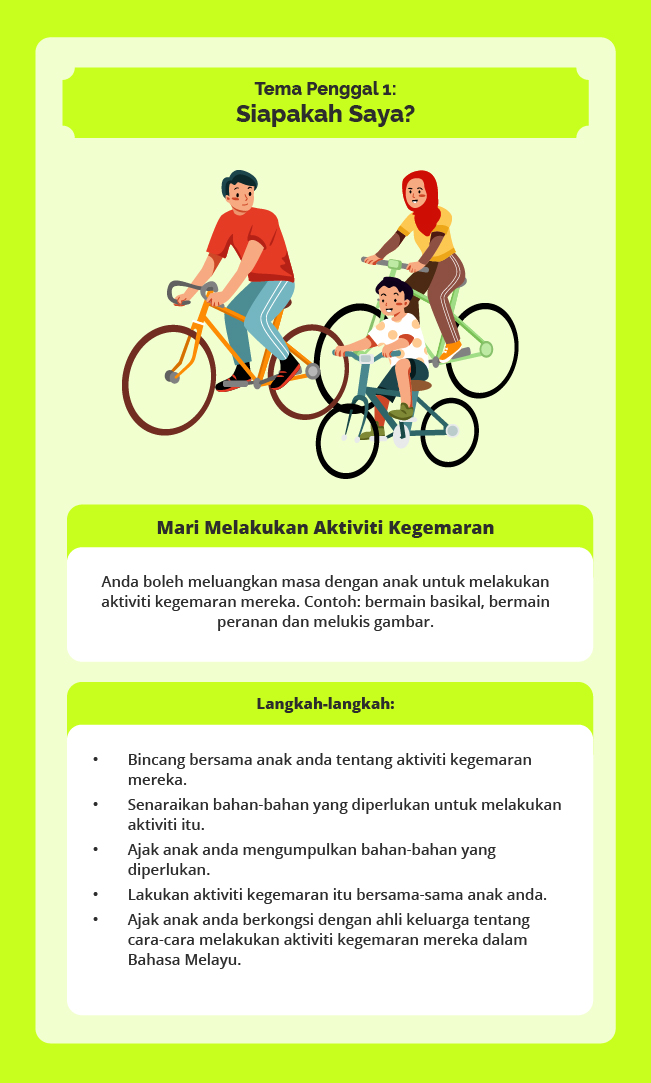 Tema Penggal 1:
Siapakah Saya?
Mari Melakukan Aktiviti Kegemaran
Anda boleh meluangkan masa dengan anak untuk melakukan
aktiviti kegemaran mereka. Contoh: bermain basikal, bermain
peranan dan melukis gambar.
Langkah-langkah:
• Bincang bersama anak anda tentang aktiviti kegemaran
mereka.
• Senaraikan bahan-bahan yang diperlukan untuk melakukan
aktiviti itu.
• Ajak anak anda mengumpulkan bahan-bahan yang
diperlukan.
• Lakukan aktiviti kegemaran itu bersama-sama anak anda.
• Ajak anak anda berkongsi dengan ahli keluarga tentang
cara-cara melakukan aktiviti kegemaran mereka dalam
Bahasa Melayu.